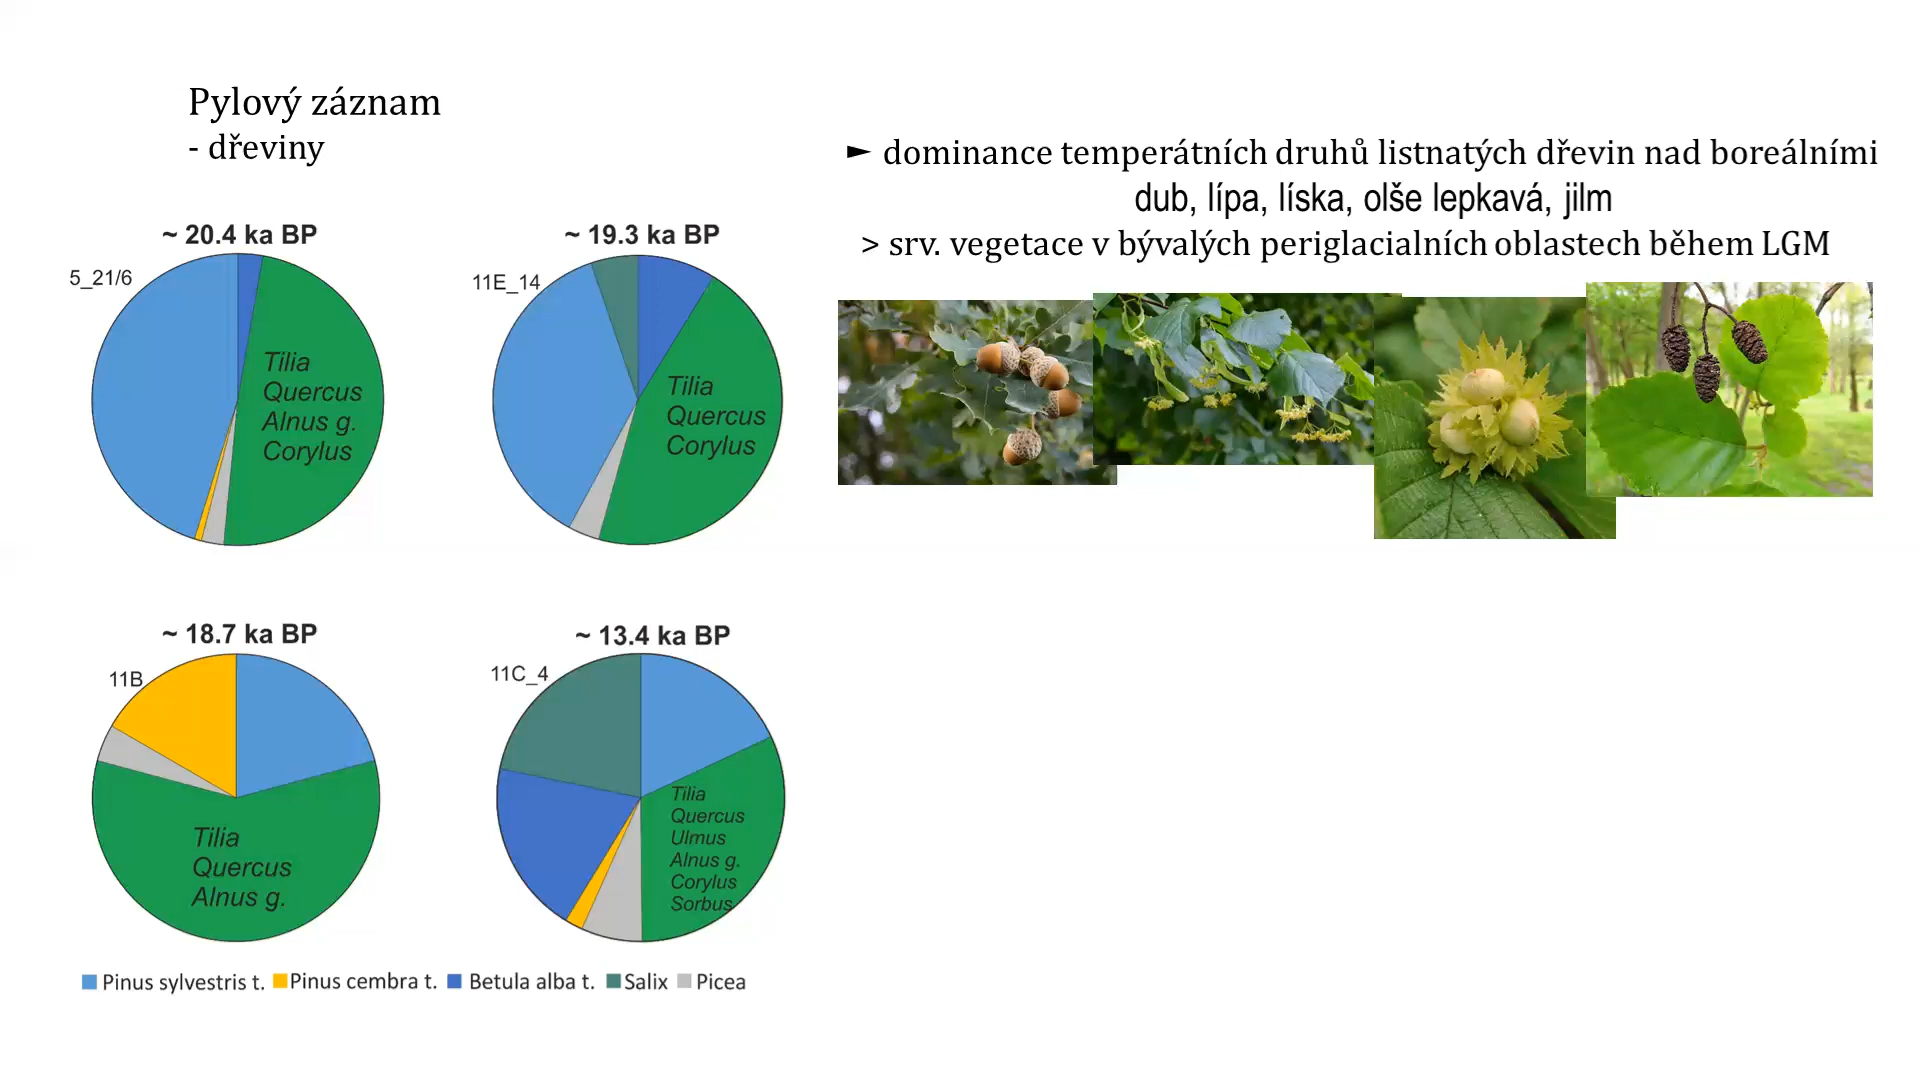 Pylový záznam
- dřeviny
► dominance temperátních druhů listnatých dřevin nad boreálními
dub, lípa, líska, olše lepkavá, jilm
> srv. vegetace v bývalých periglacialních oblastech během LGM
~ 20.4 ka BP
5_21/6
Tilia
Quercus
Alnus g.
Corylus
~ 19.3 ka BP
11E_14
Tilia
Quercus
Corylus
~ 18.7 ka BP
11B
Tilia
Quercus
Alnus g.
~ 13.4 ka BP
11C_4
Tilia
Quercus
Ulmus
Alnus g.
Corylus
Sorbus
Pinus sylvestris t. Pinus cembra t. Betula alba t. Salix Picea